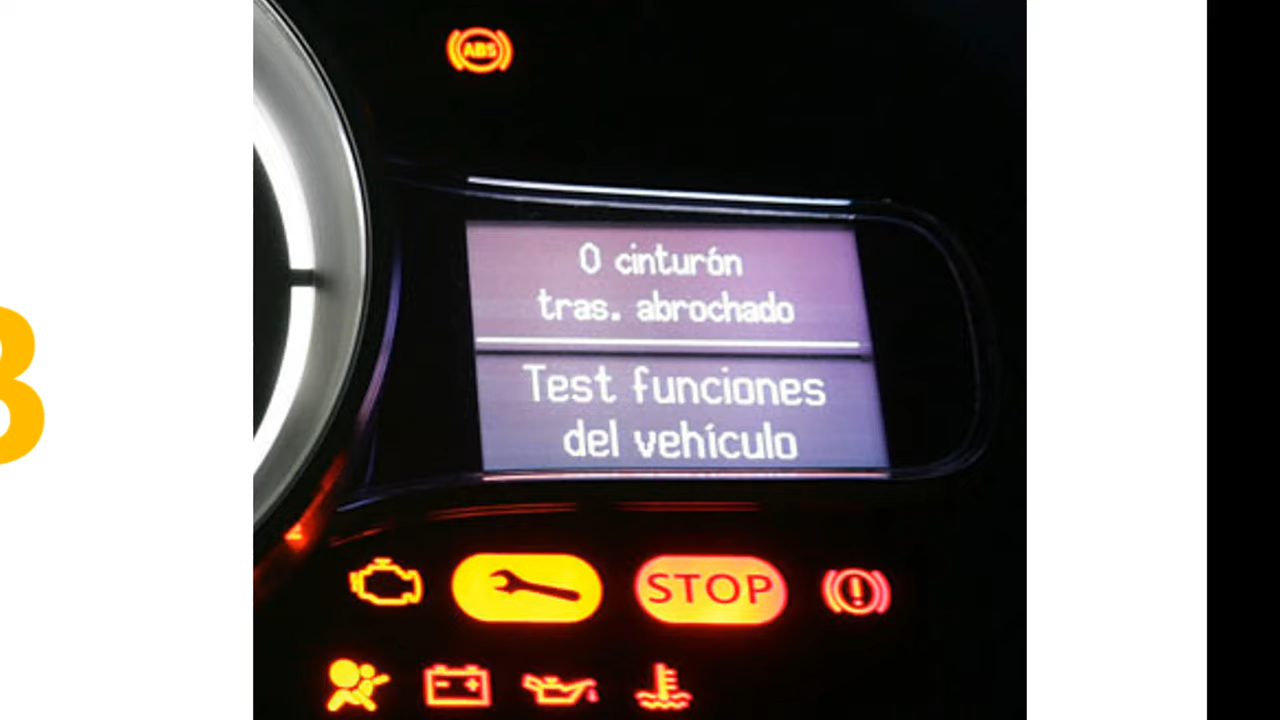 ABS
0 cinturón
tras. abrochado
Test funciones
del vehículo
STOP